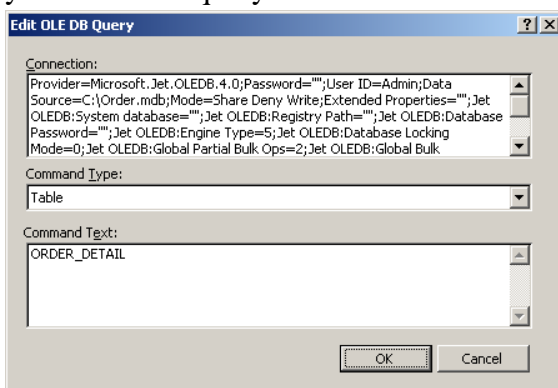 Edit OLE DB Query
Connection:
Provider=Microsoft.Jet.OLEDB.4.0;Password="";User ID=Admin;Data
Source=C:\Order.mdb;Mode=Share Deny Write;Extended Properties="";Jet
OLEDB:System database="";Jet OLEDB:Registry Path="";Jet OLEDB:Database
Password="";Jet OLEDB:Engine Type=5;Jet OLEDB:Database Locking
Mode=0;Jet OLEDB:Global Partial Bulk Ops=2;Jet OLEDB:Global Bulk
Command Type:
Table
Command Text:
ORDER_DETAIL
OK Cancel